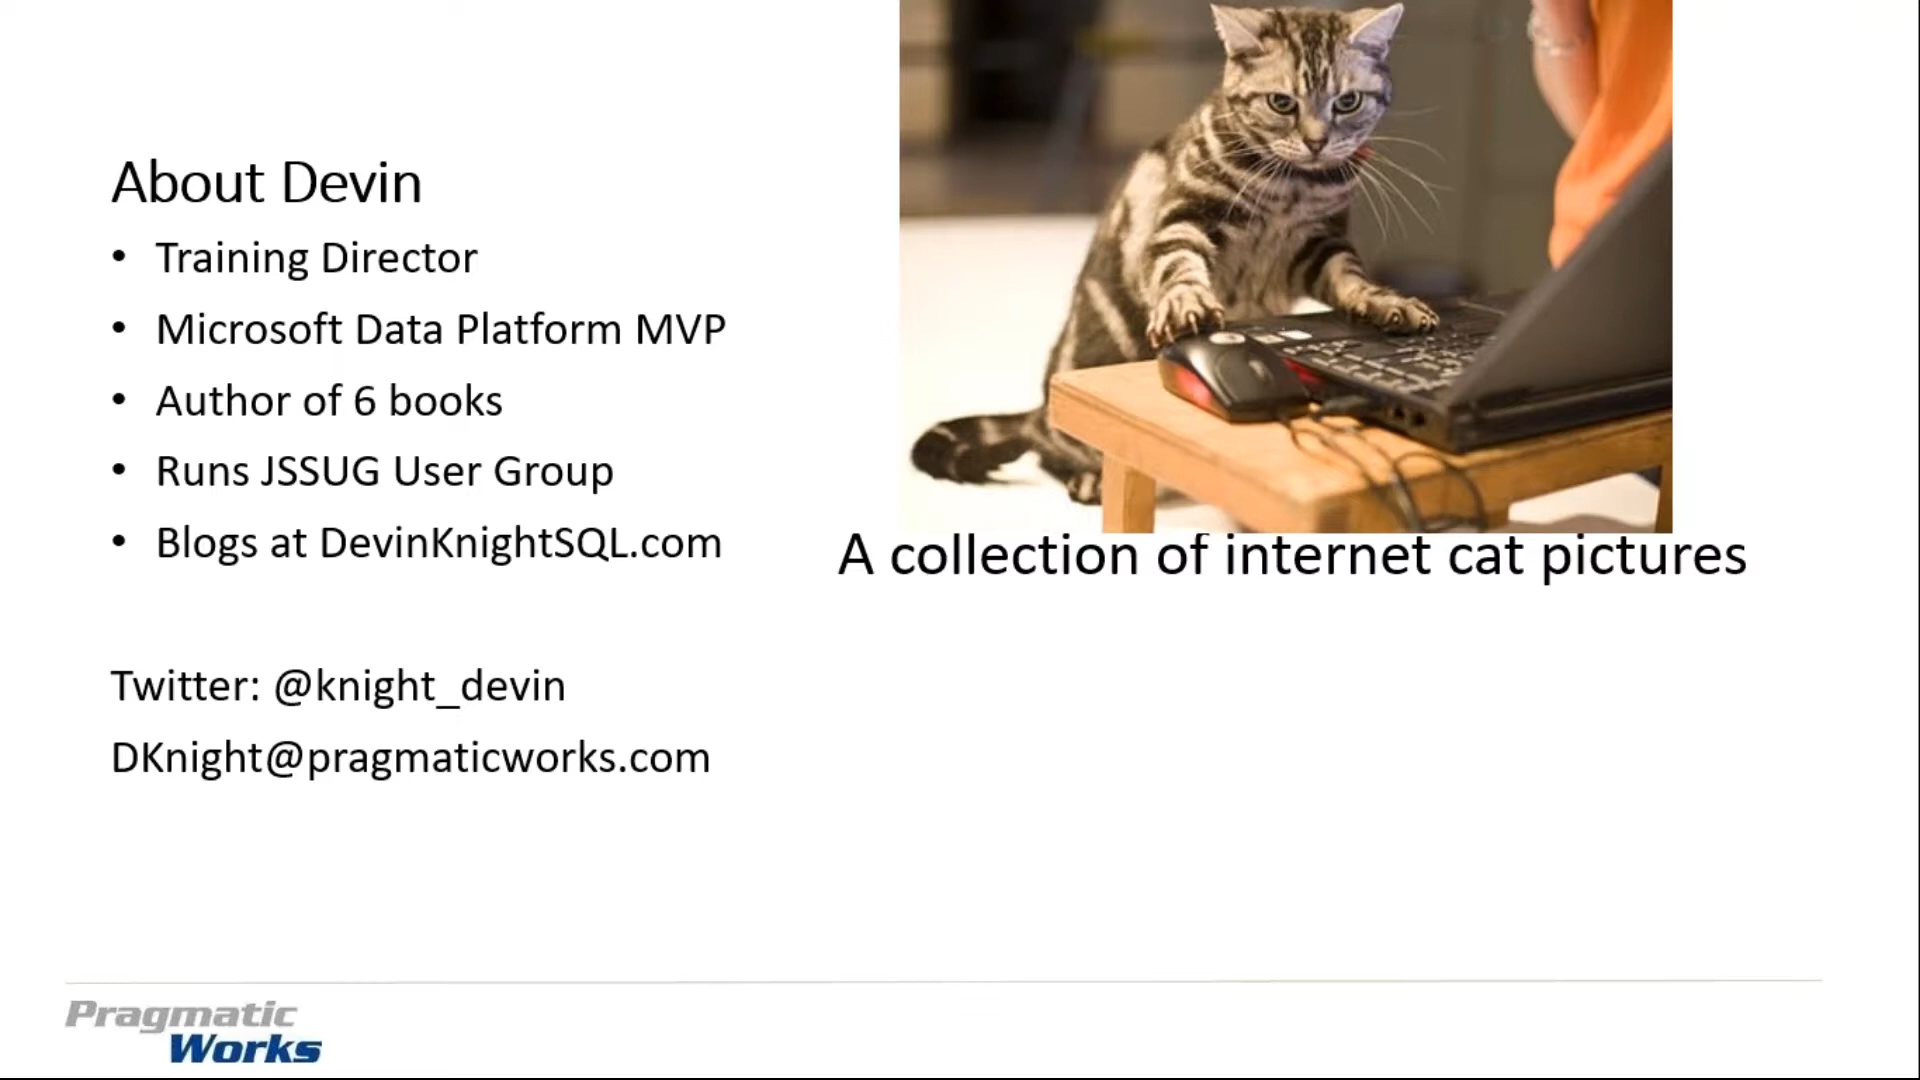 About Devin
• Training Director
• Microsoft Data Platform MVP
• Author of 6 books
• Runs JSSUG User Group
• Blogs at DevinKnightSQL.com
Twitter: @knight_devin
DKnight@pragmaticworks.com
A collection of internet cat pictures
Pragmatic
Works